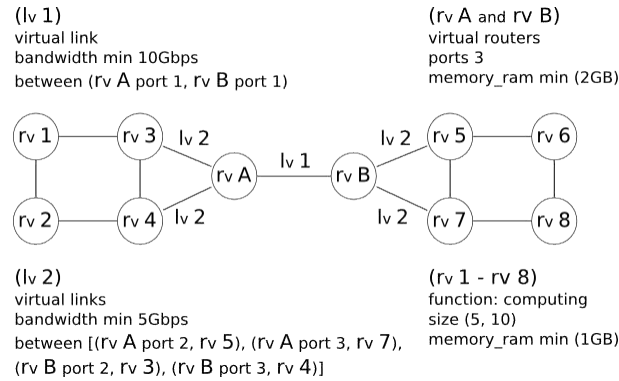 (lv 1)
virtual link
bandwidth min 10Gbps
between (rv A port 1, rv B port 1)
(rv A and rv B)
virtual routers
ports 3
memory_ram min (2GB)
rv 1
rv 3
lv 2
rv A
lv 1
rv B
lv 2
rv 5
rv 6
rv 2
rv 4
lv 2
lv 2
rv 7
rv 8
(lv 2)
virtual links
bandwidth min 5Gbps
between [(rv A port 2, rv 5), (rv A port 3, rv 7),
(rv B port 2, rv 3), (rv B port 3, rv 4)]
(rv 1 - rv 8)
function: computing
size (5, 10)
memory_ram min (1GB)